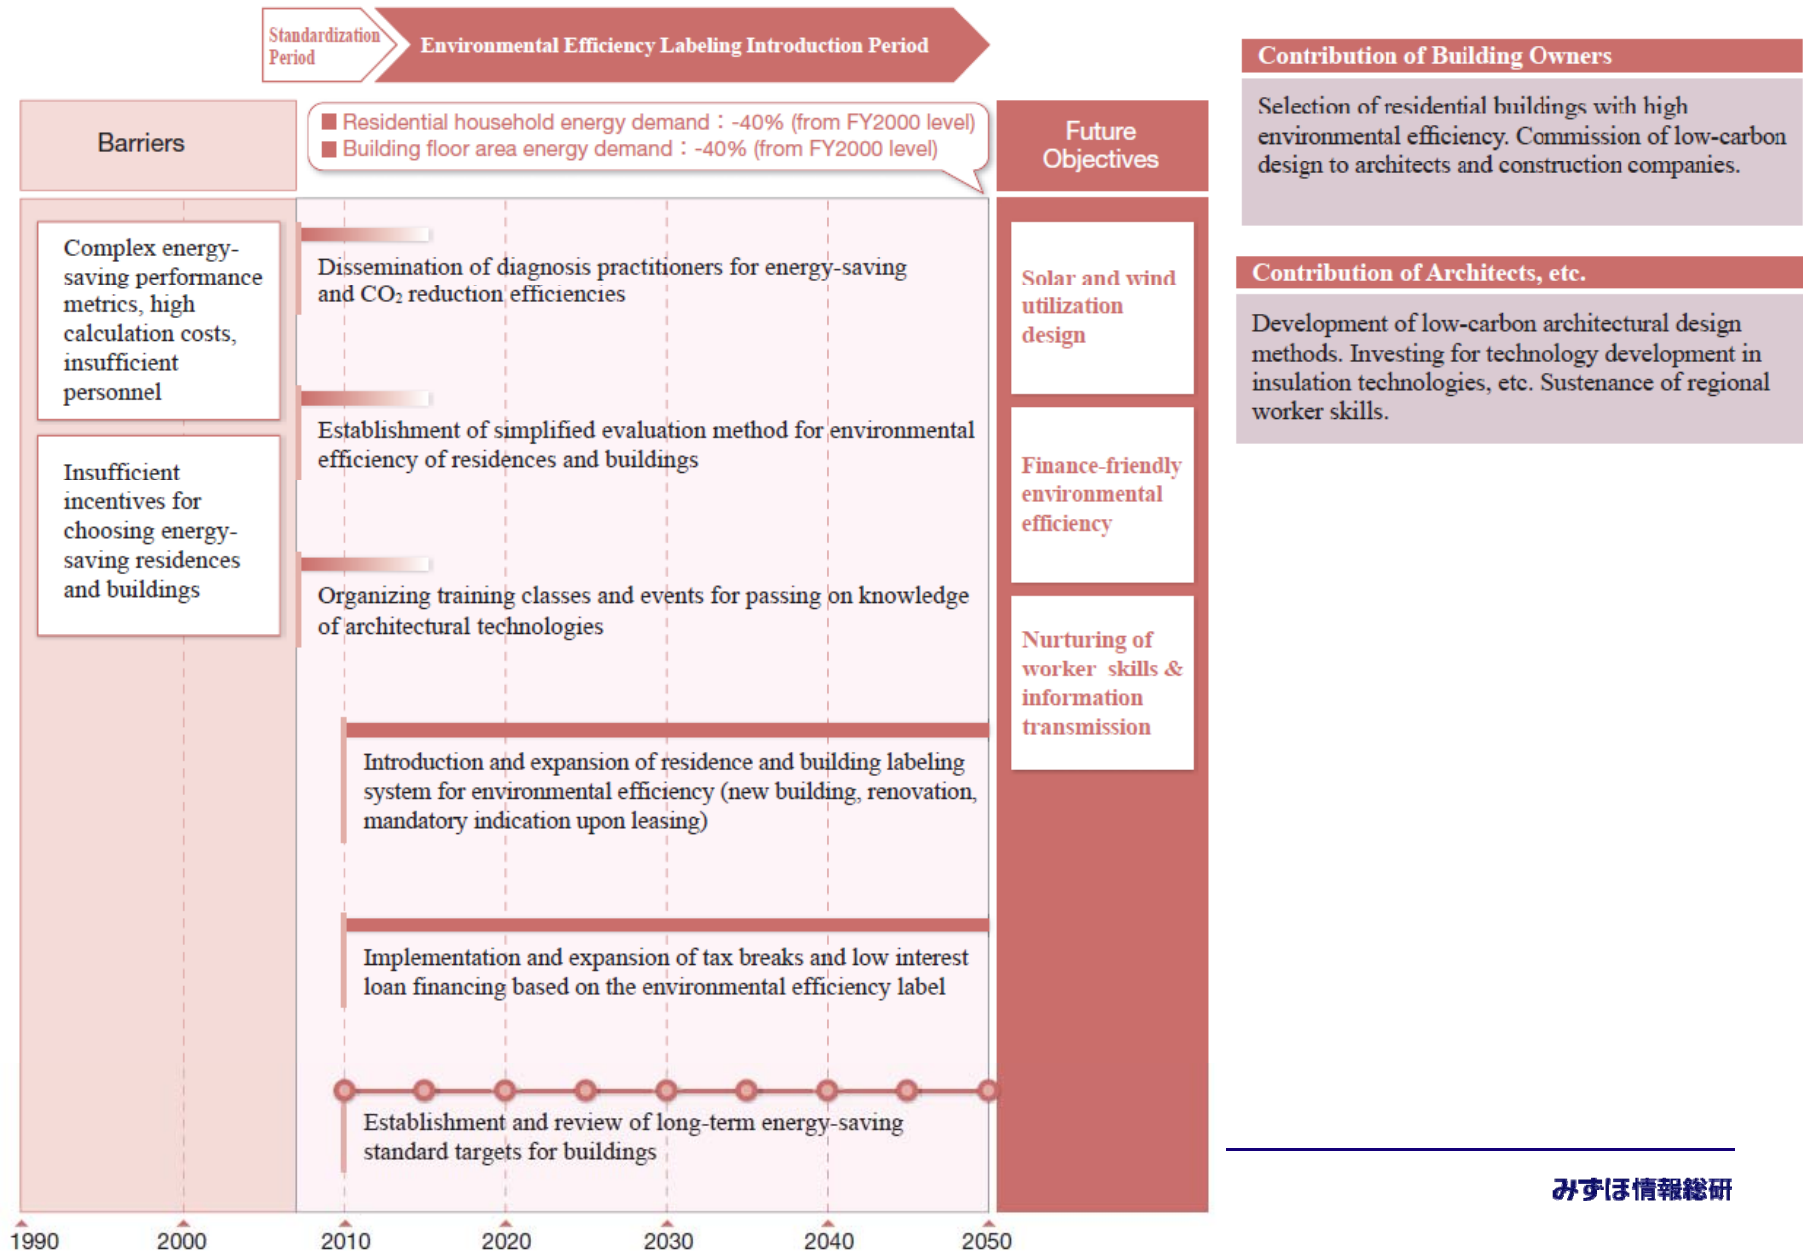 Standardization
Period
Environmental Efficiency Labeling Introduction Period
Barriers
■ Residential household energy demand：-40% (from FY2000 level)
■ Building floor area energy demand：-40% (from FY2000 level)
Future
Objectives
Complex energy-
saving performance
metrics, high
calculation costs,
insufficient
personnel
Insufficient
incentives for
choosing energy-
saving residences
and buildings
Dissemination of diagnosis practitioners for energy-saving
and CO₂ reduction efficiencies
Establishment of simplified evaluation method for environmental
efficiency of residences and buildings
Organizing training classes and events for passing on knowledge
of architectural technologies
Introduction and expansion of residence and building labeling
system for environmental efficiency (new building, renovation,
mandatory indication upon leasing)
Implementation and expansion of tax breaks and low interest
loan financing based on the environmental efficiency label
Establishment and review of long-term energy-saving
standard targets for buildings
Solar and wind
utilization
design
Finance-friendly
environmental
efficiency
Nurturing of
worker skills &
information
transmission
1990
2000
2010
2020
2030
2040
2050
Contribution of Building Owners
Selection of residential buildings with high
environmental efficiency. Commission of low-carbon
design to architects and construction companies.
Contribution of Architects, etc.
Development of low-carbon architectural design
methods. Investing for technology development in
insulation technologies, etc. Sustenance of regional
worker skills.
みずほ情報総研